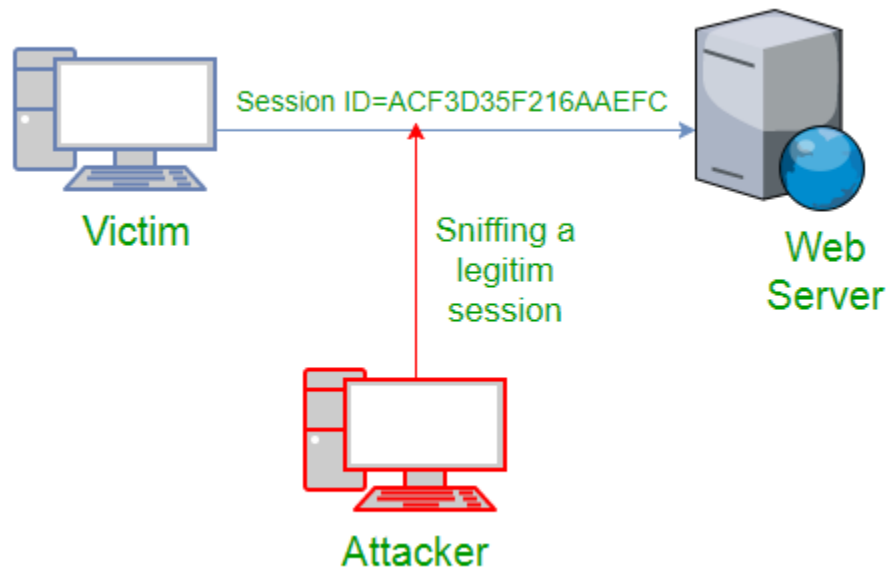 Session ID=ACF3D35F216AAEFC
Victim
Sniffing a
legitim
session
Web
Server
Attacker